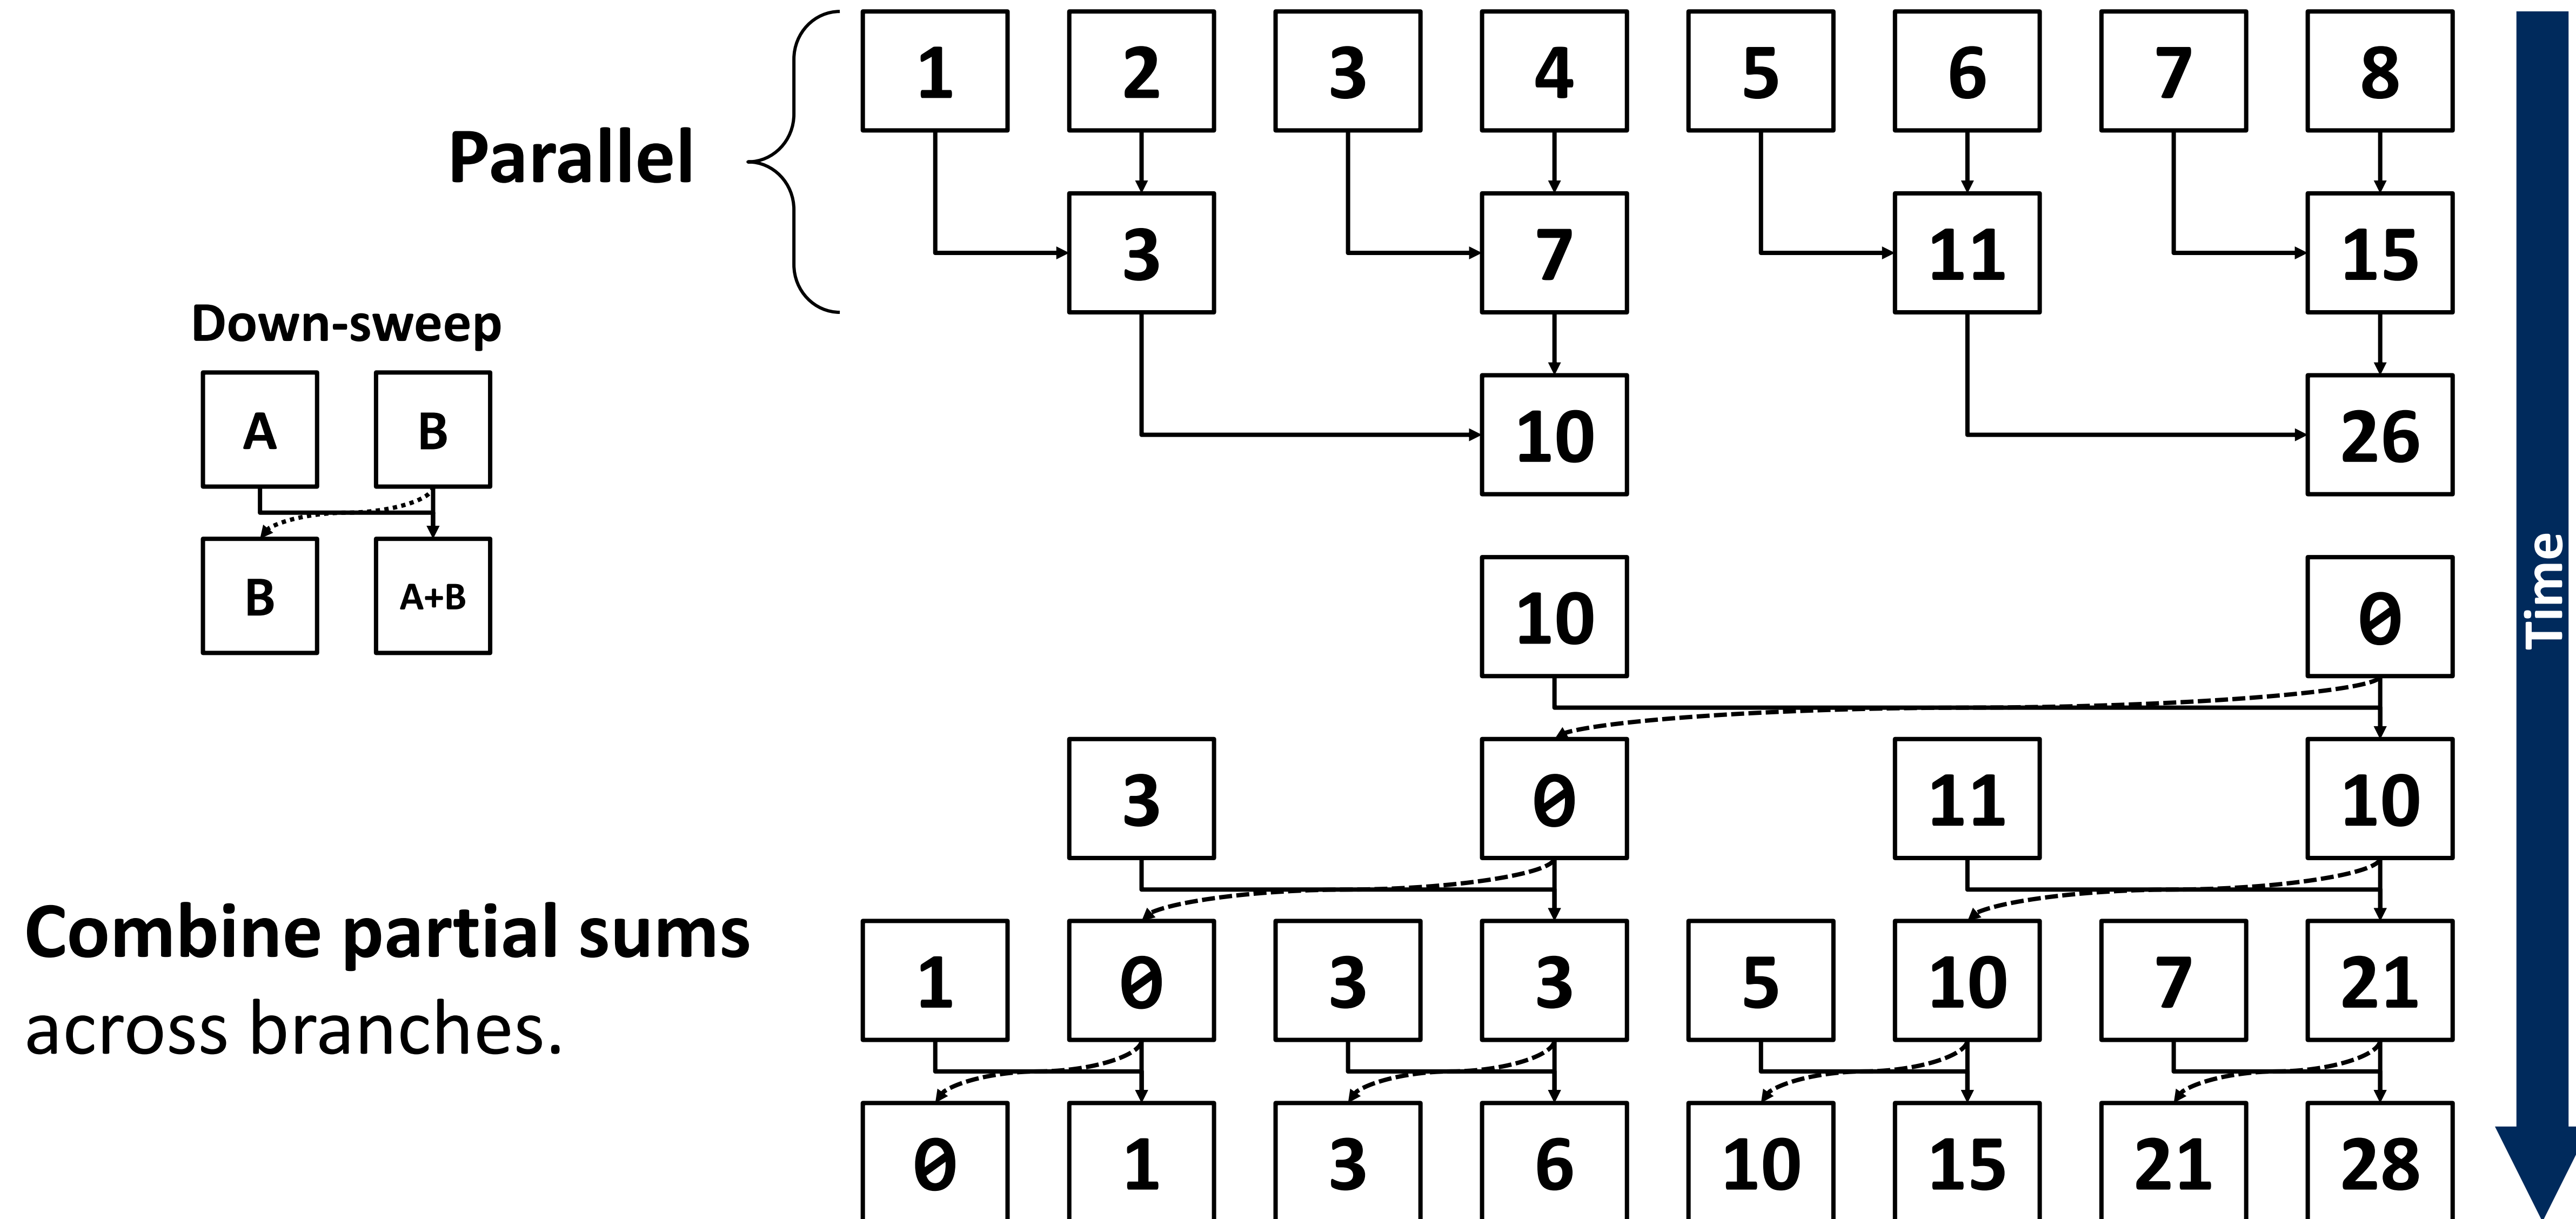 1 2 3 4 5 6 7 8
Parallel
3 7 11 15
Down-sweep
A B
10 26
B A+B
10 0
Time
3 0 11 10
Combine partial sums
across branches.
1 0 3 3 5 10 7 21
0 1 3 6 10 15 21 28